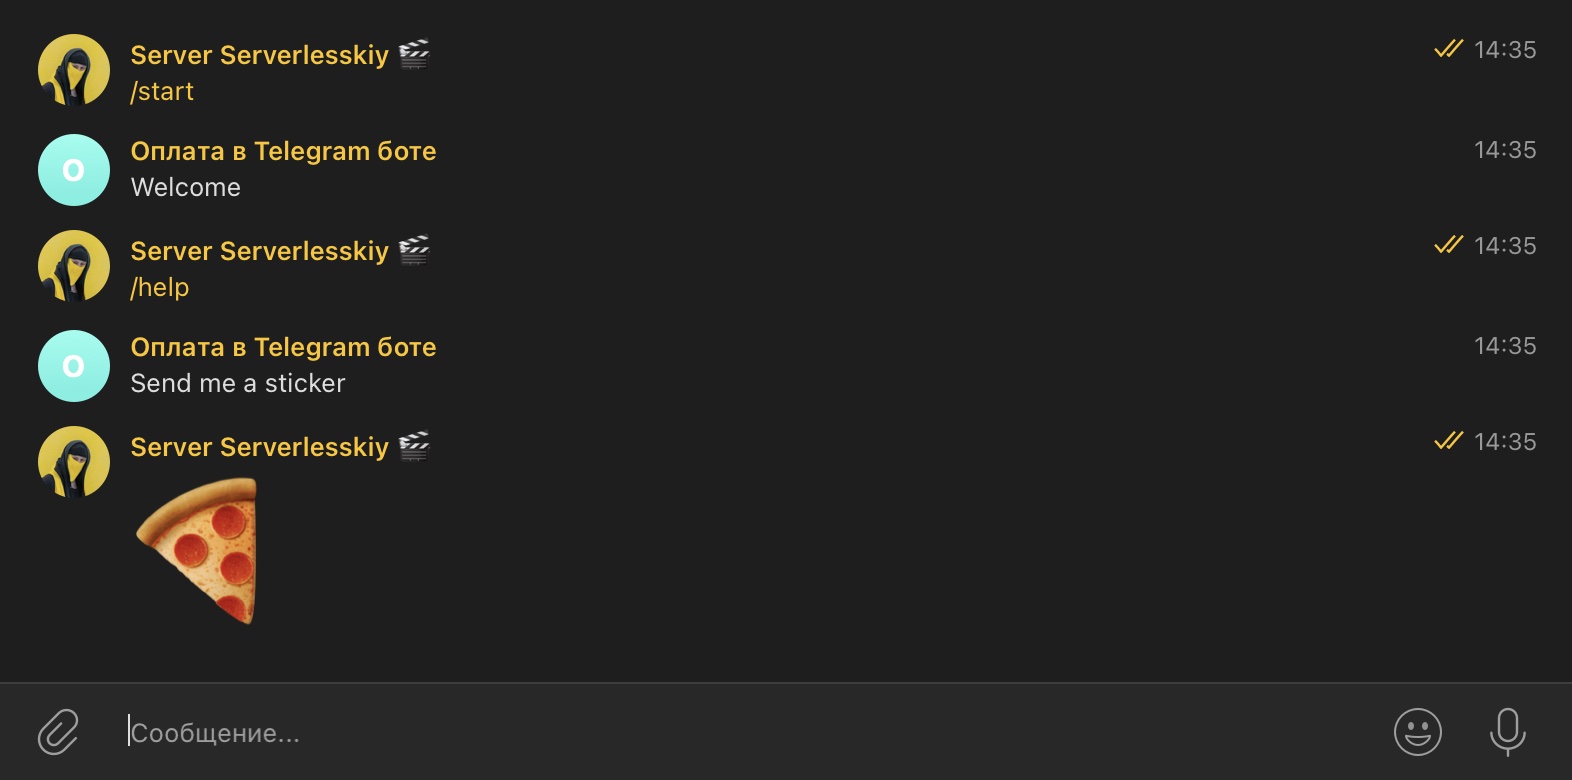 Server Serverlesskiy 🎬 14:35
/start
Оплата в Telegram боте 14:35
O
Welcome
Server Serverlesskiy 🎬 14:35
/help
Оплата в Telegram боте 14:35
O
Send me a sticker
Server Serverlesskiy 🎬 14:35
Сообщение...